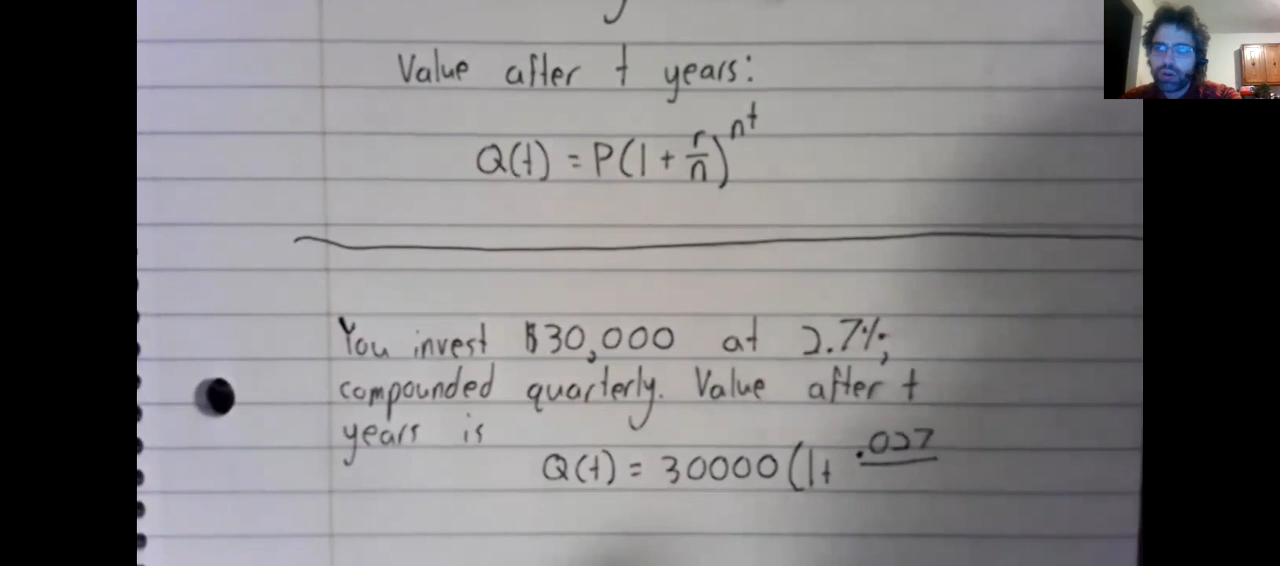 Value after t years:
Q(t) = P(1 + r/n)^nt
You invest $30,000 at 2.7%,
compounded quarterly. Value after t
years is
Q(t) = 30000 (1+ .027